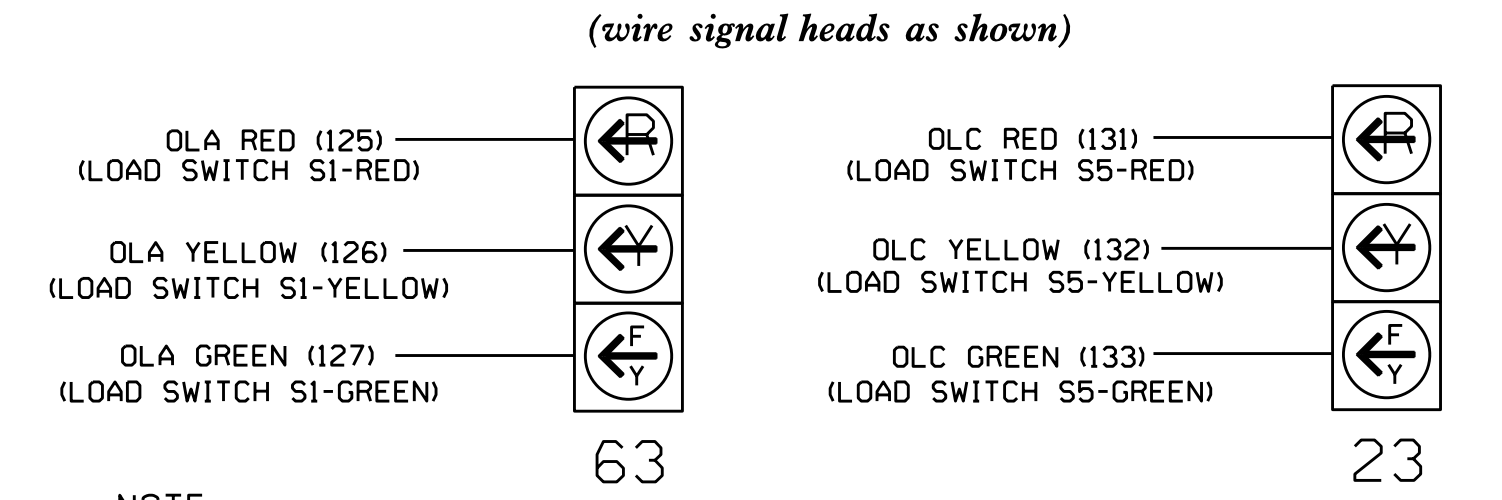 (wire signal heads as shown)
OLA RED (125)
(LOAD SWITCH S1-RED)
R
OLA YELLOW (126)
(LOAD SWITCH S1-YELLOW)
Y
OLA GREEN (127)
(LOAD SWITCH S1-GREEN)
F
Y
63
OLC RED (131)
(LOAD SWITCH S5-RED)
R
OLC YELLOW (132)
(LOAD SWITCH S5-YELLOW)
Y
OLC GREEN (133)
(LOAD SWITCH S5-GREEN)
F
Y
23
NOTE